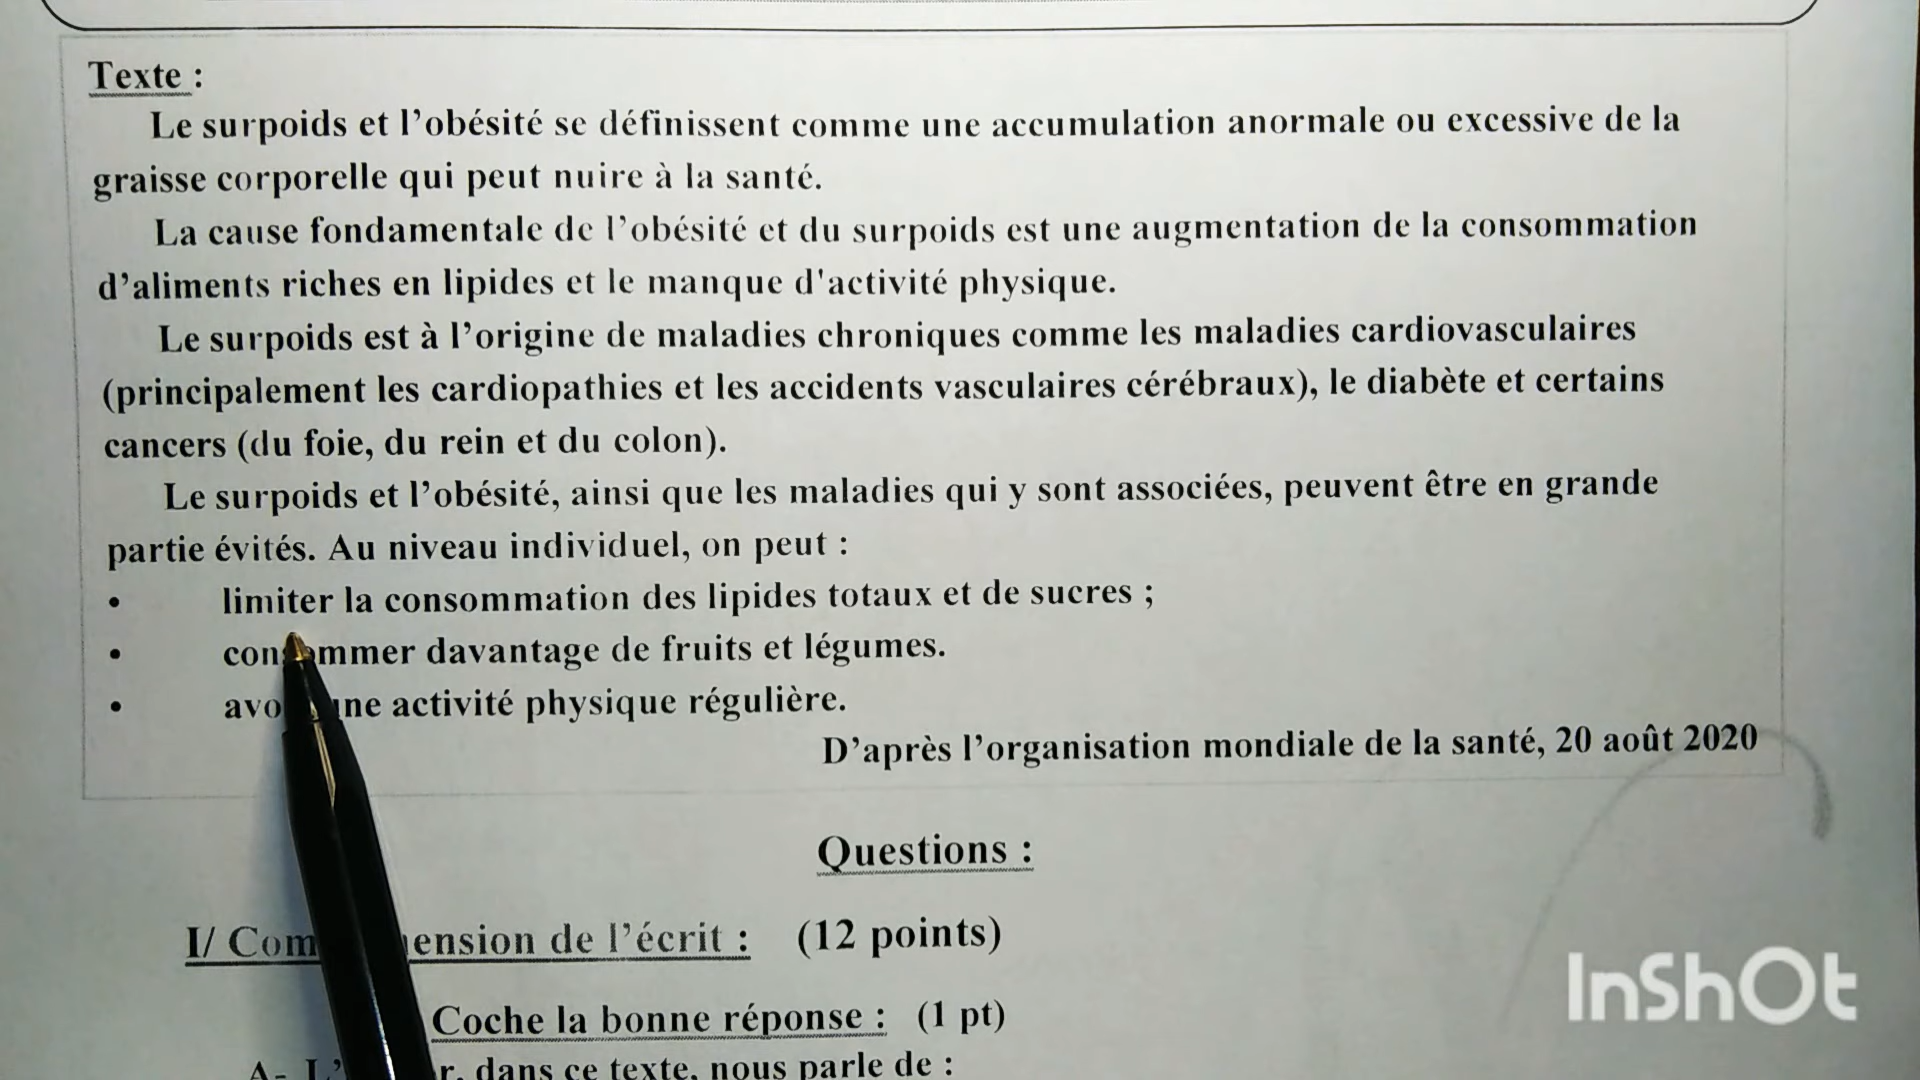 Texte :
Le surpoids et l’obésité se définissent comme une accumulation anormale ou excessive de la
graisse corporelle qui peut nuire à la santé.
La cause fondamentale de l’obésité et du surpoids est une augmentation de la consommation
d’aliments riches en lipides et le manque d'activité physique.
Le surpoids est à l’origine de maladies chroniques comme les maladies cardiovasculaires
(principalement les cardiopathies et les accidents vasculaires cérébraux), le diabète et certains
cancers (du foie, du rein et du colon).
Le surpoids et l’obésité, ainsi que les maladies qui y sont associées, peuvent être en grande
partie évités. Au niveau individuel, on peut :
• limiter la consommation des lipides totaux et de sucres ;
• consommer davantage de fruits et légumes.
• avoir une activité physique régulière.
D’après l’organisation mondiale de la santé, 20 août 2020
Questions :
I/ Compréhension de l’écrit : (12 points)
Coche la bonne réponse : (1 pt)
A- dans ce texte, nous parle de :
InShOt